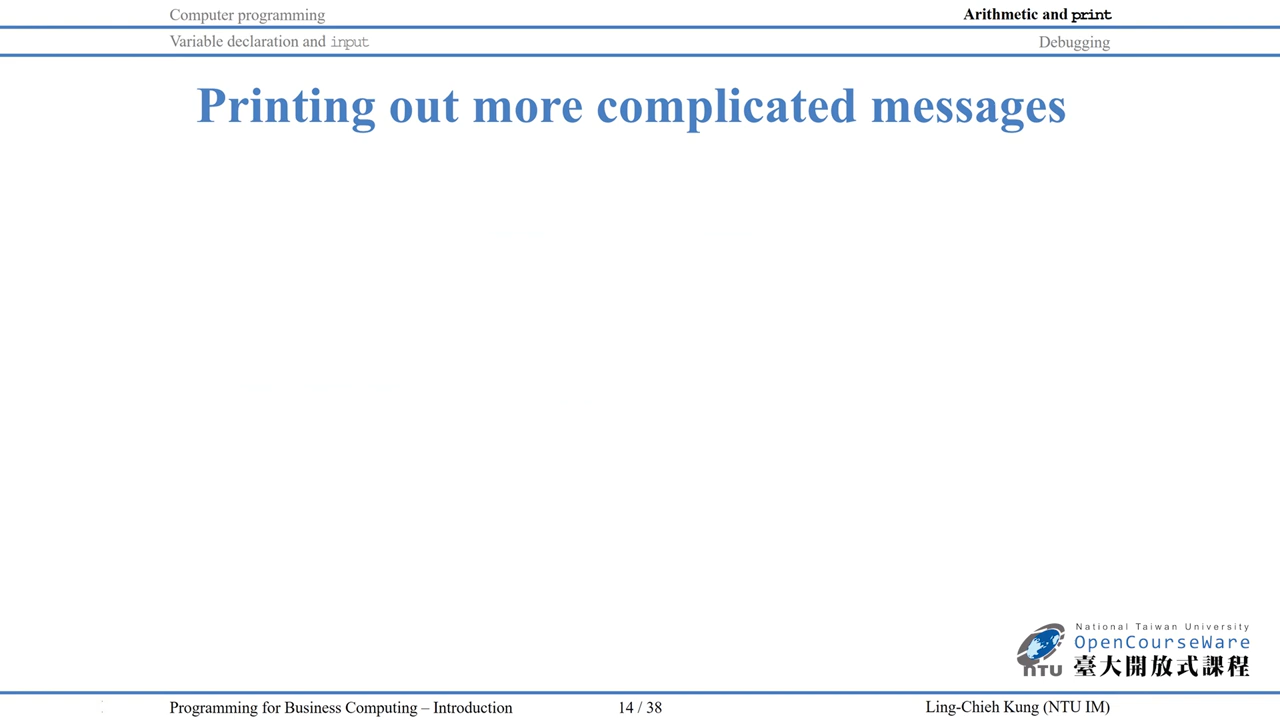 Computer programming
Arithmetic and print
Variable declaration and input
Debugging
Printing out more complicated messages
National Taiwan University
OpenCourseWare
NTU
臺大開放式課程
Programming for Business Computing – Introduction
14 / 38
Ling-Chieh Kung (NTU IM)